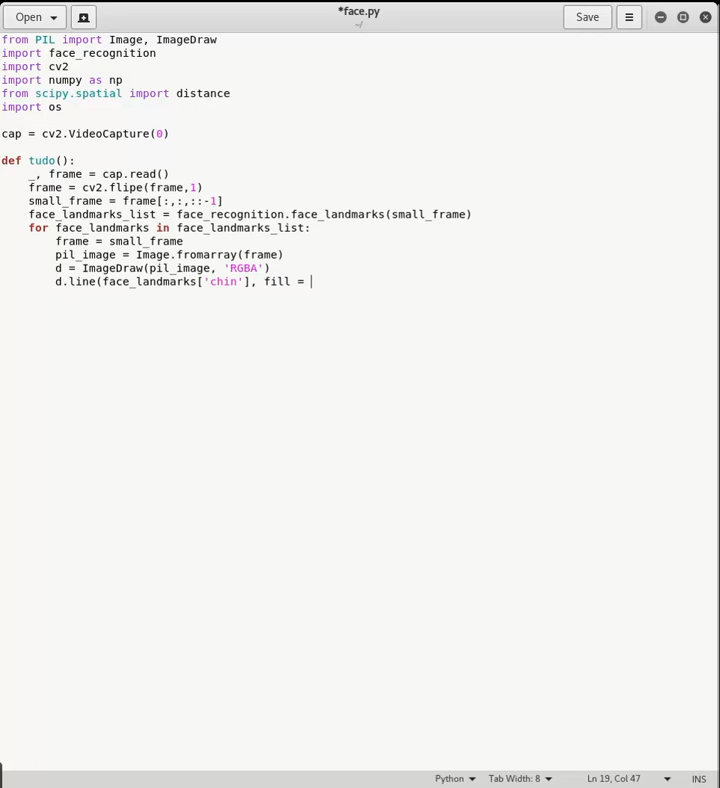 Open
*face.py
~/
Save
from PIL import Image, ImageDraw
import face_recognition
import cv2
import numpy as np
from scipy.spatial import distance
import os
cap = cv2.VideoCapture(0)
def tudo():
    _, frame = cap.read()
    frame = cv2.flipe(frame,1)
    small_frame = frame[:,:,::-1]
    face_landmarks_list = face_recognition.face_landmarks(small_frame)
    for face_landmarks in face_landmarks_list:
        frame = small_frame
        pil_image = Image.fromarray(frame)
        d = ImageDraw(pil_image, 'RGBA')
        d.line(face_landmarks['chin'], fill =
Python Tab Width: 8 Ln 19, Col 47 INS